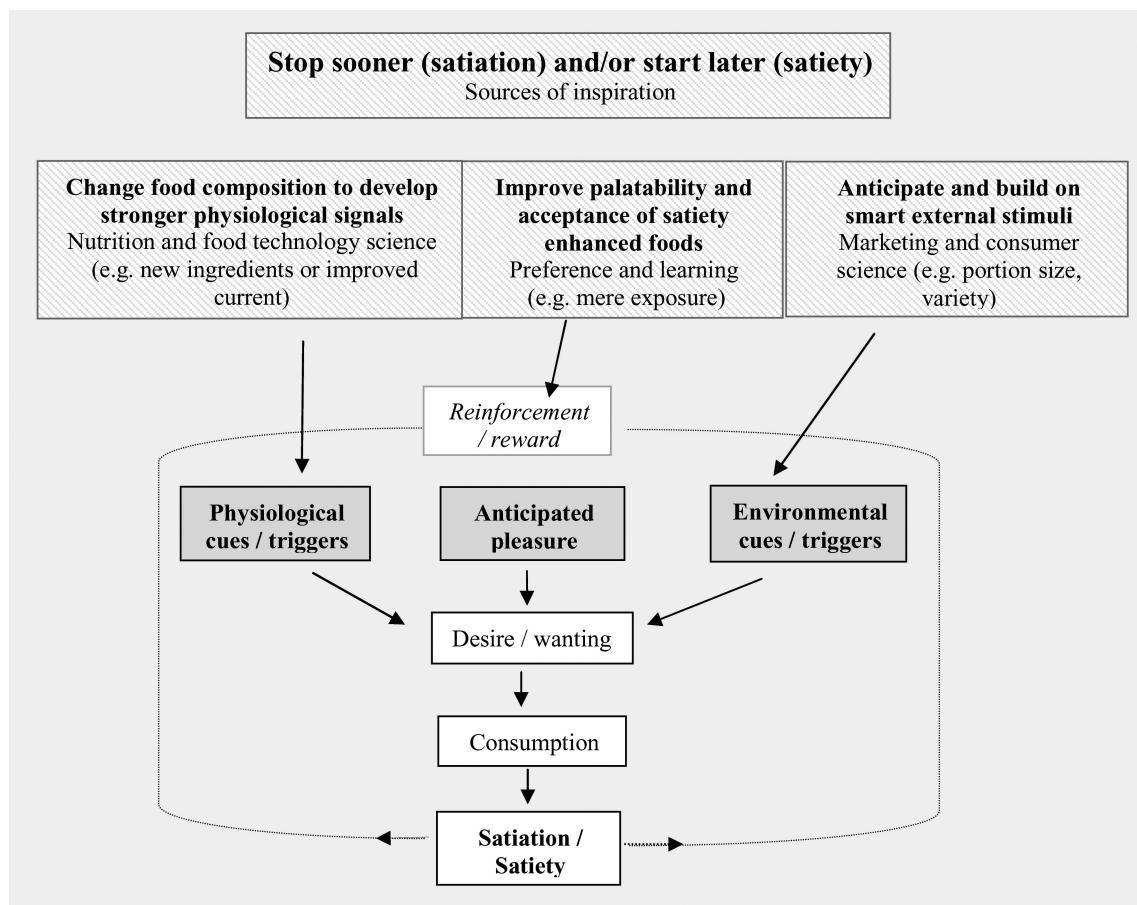 Stop sooner (satiation) and/or start later (satiety)
Sources of inspiration
Change food composition to develop
stronger physiological signals
Nutrition and food technology science
(e.g. new ingredients or improved
current)
Improve palatability and
acceptance of satiety
enhanced foods
Preference and learning
(e.g. mere exposure)
Anticipate and build on
smart external stimuli
Marketing and consumer
science (e.g. portion size,
variety)
Reinforcement
/ reward
Physiological
cues / triggers
Anticipated
pleasure
Environmental
cues / triggers
Desire / wanting
Consumption
Satiation /
Satiety